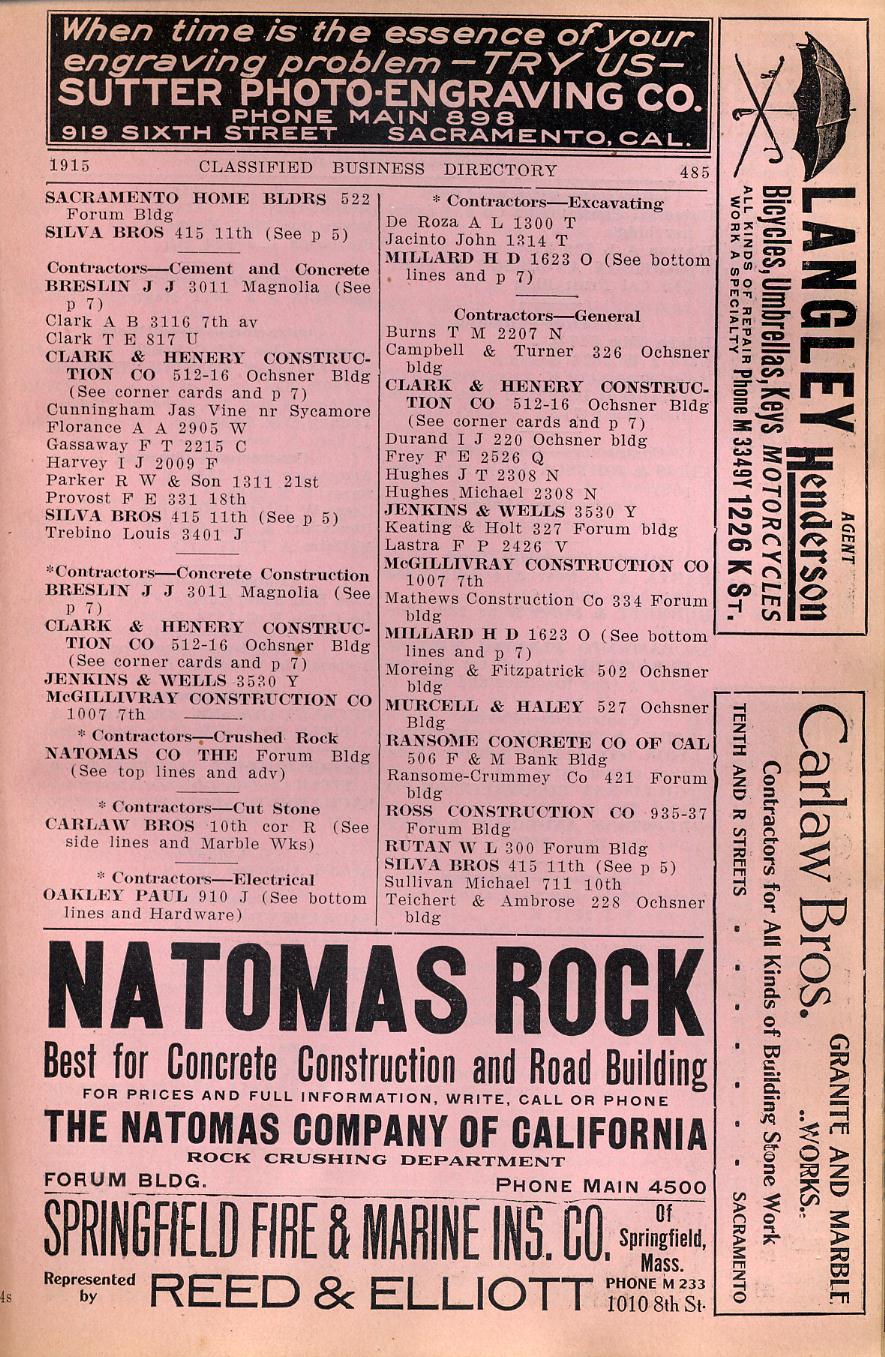 When time is the essence of your
engraving problem — TRY US —
SUTTER PHOTO-ENGRAVING CO.
PHONE MAIN 898
919 SIXTH STREET SACRAMENTO, CAL.
1915 CLASSIFIED BUSINESS DIRECTORY 485
SACRAMENTO HOME BLDRS 522
Forum Bldg
SILVA BROS 415 11th (See p 5)
Contractors—Cement and Concrete
BRESLIN J J 3011 Magnolia (See
p 7)
Clark A B 3116 7th av
Clark T E 817 U
CLARK & HENERY CONSTRUC-
TION CO 512-16 Ochsner Bldg
(See corner cards and p 7)
Cunningham Jas Vine nr Sycamore
Florance A A 2905 W
Gassaway F T 2215 C
Harvey I J 2009 F
Parker R W & Son 1311 21st
Provost F E 331 18th
SILVA BROS 415 11th (See p 5)
Trebino Louis 3401 J
*Contractors—Concrete Construction
BRESLIN J J 3011 Magnolia (See
p 7)
CLARK & HENERY CONSTRUC-
TION CO 512-16 Ochsner Bldg
(See corner cards and p 7)
JENKINS & WELLS 3530 Y
McGILLIVRAY CONSTRUCTION CO
1007 7th
* Contractors—Crushed Rock
NATOMAS CO THE Forum Bldg
(See top lines and adv)
* Contractors—Cut Stone
CARLAW BROS 10th cor R (See
side lines and Marble Wks)
* Contractors—Electrical
OAKLEY PAUL 910 J (See bottom
lines and Hardware)
* Contractors—Excavating
De Roza A L 1300 T
Jacinto John 1314 T
MILLARD H D 1623 O (See bottom
lines and p 7)
Contractors—General
Burns T M 2207 N
Campbell & Turner 326 Ochsner
bldg
CLARK & HENERY CONSTRUC-
TION CO 512-16 Ochsner Bldg
(See corner cards and p 7)
Durand I J 220 Ochsner bldg
Frey F E 2526 Q
Hughes J T 2308 N
Hughes Michael 2308 N
JENKINS & WELLS 3530 Y
Keating & Holt 327 Forum bldg
Lastra F P 2426 V
McGILLIVRAY CONSTRUCTION CO
1007 7th
Mathews Construction Co 334 Forum
bldg
MILLARD H D 1623 O (See bottom
lines and p 7)
Moreing & Fitzpatrick 502 Ochsner
bldg
MURCELL & HALEY 527 Ochsner
Bldg
RANSOME CONCRETE CO OF CAL
506 F & M Bank Bldg
Ransome-Crummey Co 421 Forum
bldg
ROSS CONSTRUCTION CO 935-37
Forum Bldg
RUTAN W L 300 Forum Bldg
SILVA BROS 415 11th (See p 5)
Sullivan Michael 711 10th
Teichert & Ambrose 228 Ochsner
bldg
NATOMAS ROCK
Best for Concrete Construction and Road Building
FOR PRICES AND FULL INFORMATION, WRITE, CALL OR PHONE
THE NATOMAS COMPANY OF CALIFORNIA
ROCK CRUSHING DEPARTMENT
FORUM BLDG. PHONE MAIN 4500
SPRINGFIELD FIRE & MARINE INS. CO.
Of
Springfield,
Mass.
Represented
by
REED & ELLIOTT
PHONE M 233
1010 8th St.
4s
LANGLEY
AGENT
Henderson
Bicycles, Umbrellas, Keys MOTORCYCLES
ALL KINDS OF REPAIR
WORK A SPECIALTY
Phone M 3349Y 1226 K ST.
Carlaw Bros.
GRANITE AND MARBLE
..WORKS..
Contractors for All Kinds of Building Stone Work
TENTH AND R STREETS . . . . . . . SACRAMENTO